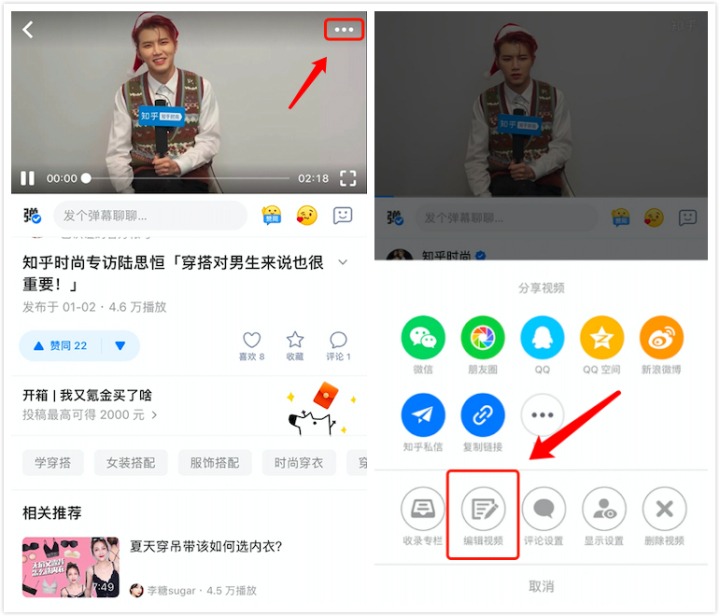 知乎
00:00
02:18
弹
发个弹幕聊聊...
赞同
知乎时尚专访陆思恒「穿搭对男生来说也很
重要！」
发布于 01-02 · 4.6 万播放
赞同 22
喜欢 8
收藏
评论 1
开箱 | 我又氪金买了啥
投稿最高可得 2000 元
学穿搭
女装搭配
服饰搭配
时尚穿衣
穿
相关推荐
7:49
夏天穿吊带该如何选内衣?
李糖sugar · 4.5 万播放
知乎
弹
发个弹幕聊聊...
知乎时尚
分享视频
微信
朋友圈
QQ
QQ 空间
新浪微博
知乎私信
复制链接
收录专栏
编辑视频
评论设置
显示设置
删除视频
取消